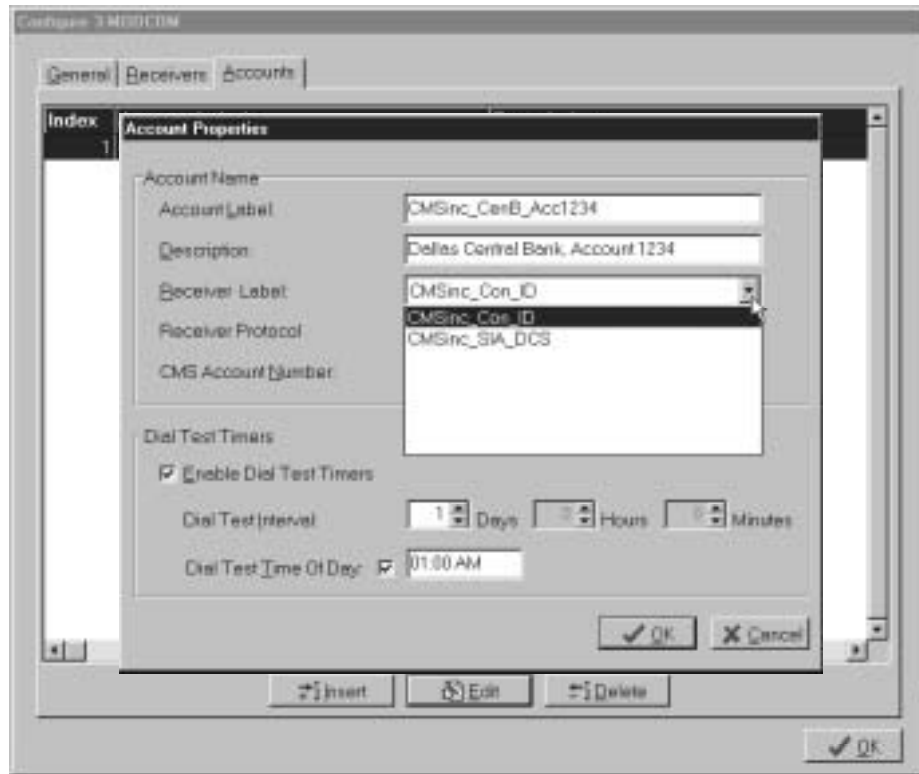 Configure 3-MODCOM
General Receivers Accounts
Index
1
Account Properties
Account Name
Account Label:
CMSinc_CenB_Acc1234
Description:
Dallas Central Bank, Account 1234
Receiver Label:
CMSinc_Con_ID
CMSinc_Con_ID
CMSinc_SIA_DCS
Receiver Protocol
CMS Account Number:
Dial Test Timers
Enable Dial Test Timers
Dial Test Interval:
1 Days 0 Hours 0 Minutes
Dial Test Time Of Day:
01:00 AM
OK Cancel
Insert Edit Delete
OK